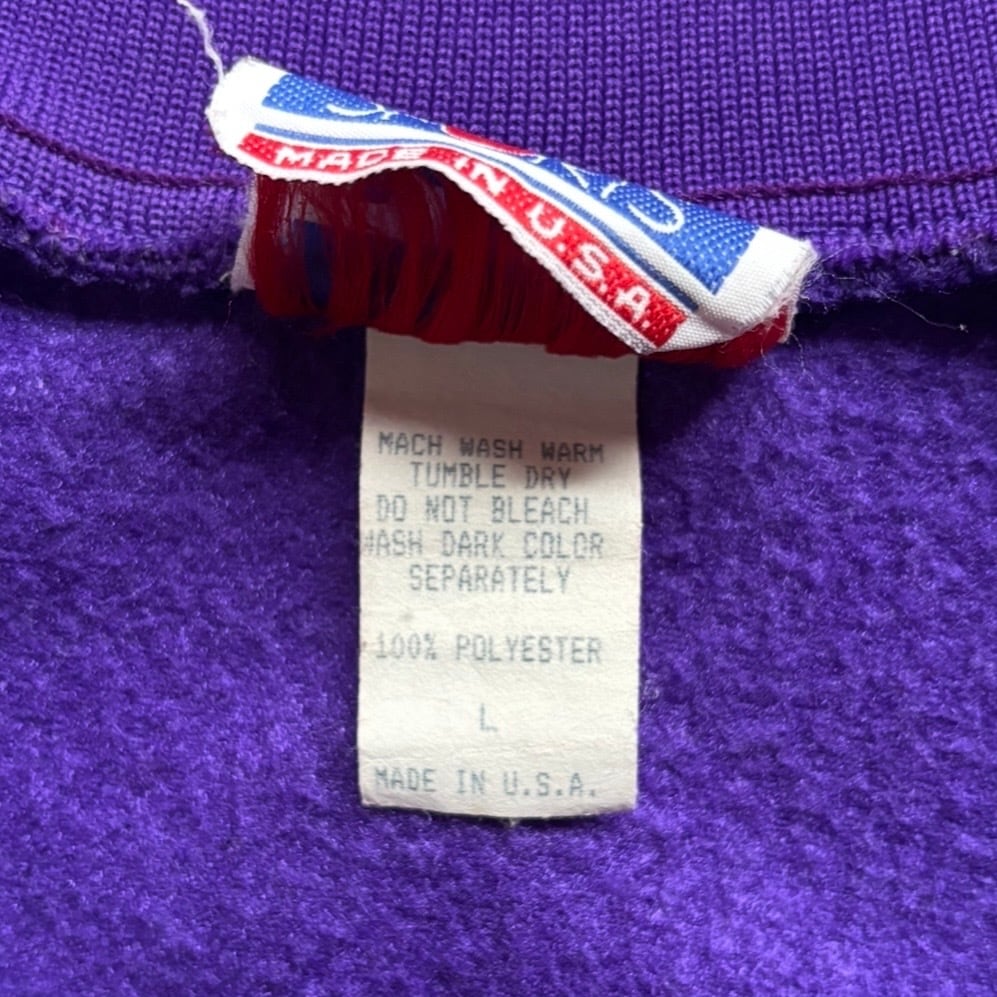 MADE IN U.S.A.
MACH WASH WARM
TUMBLE DRY
DO NOT BLEACH
WASH DARK COLOR
SEPARATELY
100% POLYESTER
L
MADE IN U.S.A.